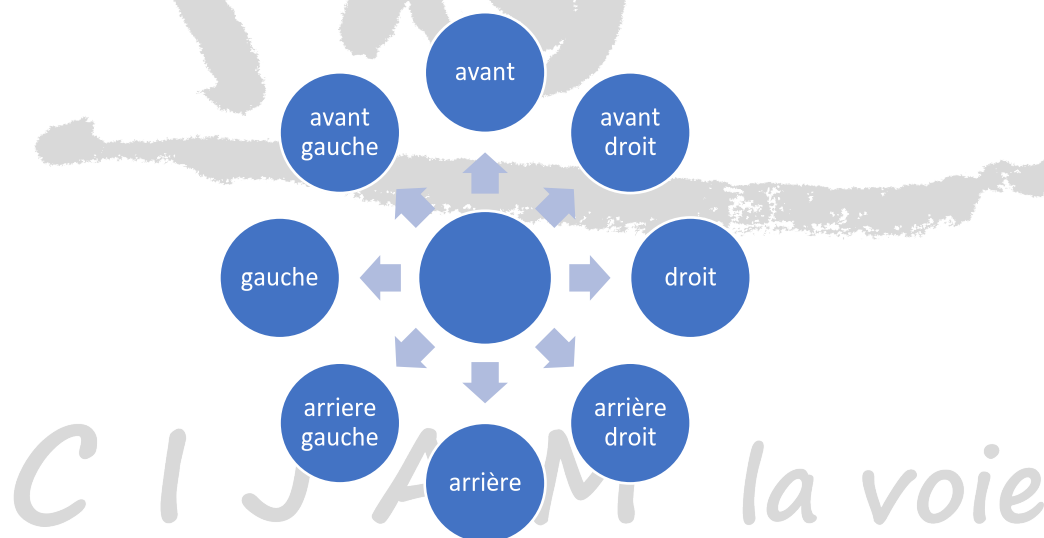 avant
avant
gauche
avant
droit
gauche
droit
arriere
gauche
arrière
droit
arrière
C I J A M la voie